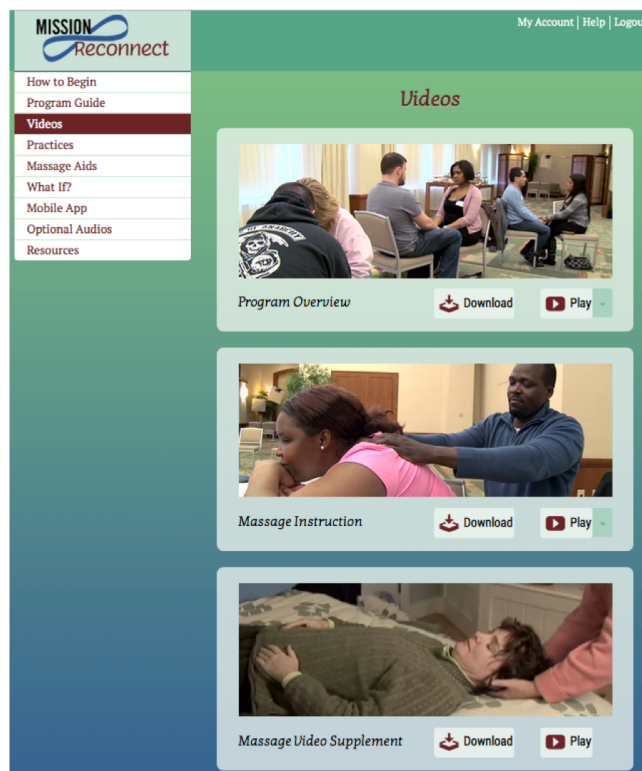 MISSION
Reconnect
My Account | Help | Logou
How to Begin
Program Guide
Videos
Practices
Massage Aids
What If?
Mobile App
Optional Audios
Resources
Videos
Program Overview
Download
Play
Massage Instruction
Download
Play
Massage Video Supplement
Download
Play